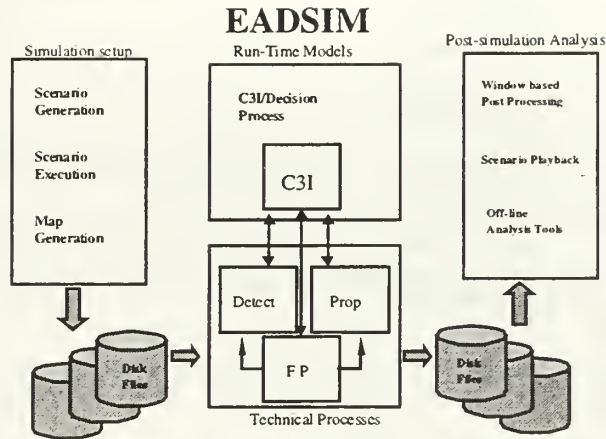 EADSIM
Simulation setup
Scenario
Generation
Scenario
Execution
Map
Generation
Disk
Files
Run-Time Models
C3I/Decision
Process
C3I
Detect
Prop
FP
Technical Processes
Post-simulation Analysis
Window based
Post Processing
Scenario Playback
Off-line
Analysis Tools
Disk
Files